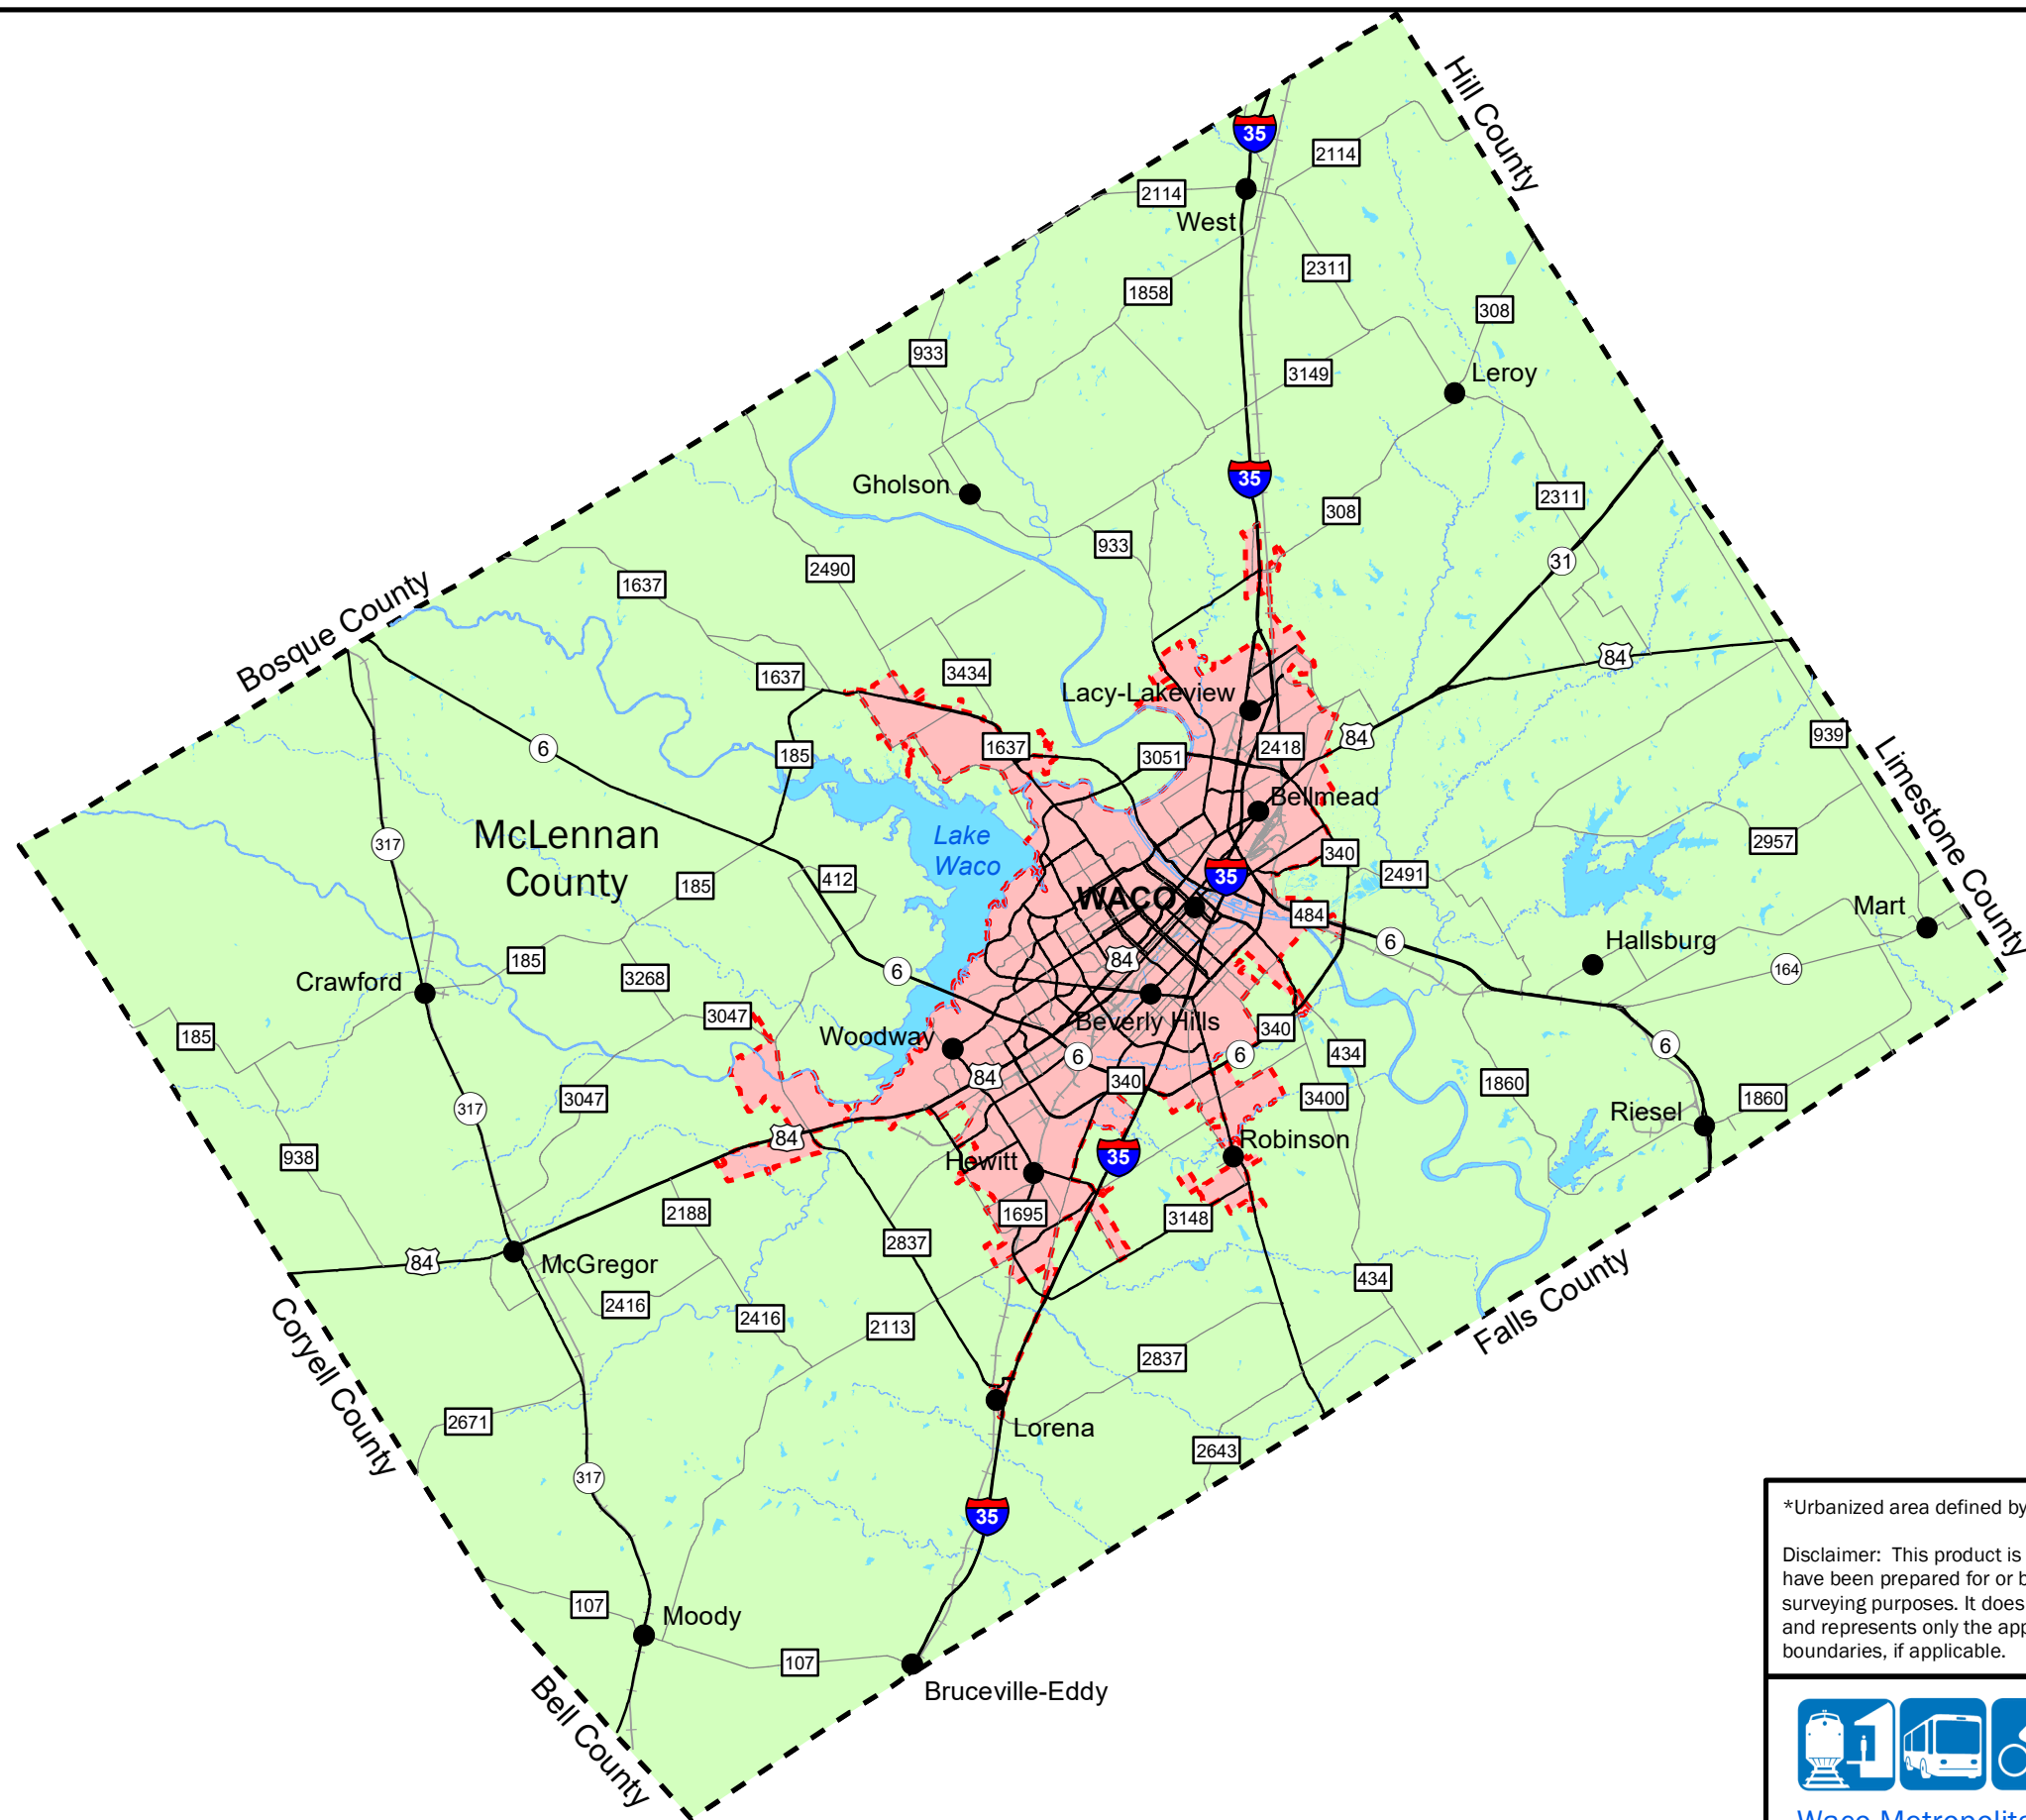 Hill County
35
2114
2114
West
2311
1858
308
933
3149
Leroy
35
Gholson
2311
308
933
31
2490
1637
Bosque County
84
3434
1637
Lacy-Lakeview
939
84
1637
2418
6
185
3051
Limestone County
Bellmead
McLennan
County
Lake
Waco
317
2957
340
35
2491
412
185
WACO
Mart
484
6
Hallsburg
185
84
164
6
3268
Crawford
3047
Beverly Hills
340
185
Woodway
6
6
6
434
84
340
1860
3047
3400
1860
317
Riesel
84
Robinson
938
Hewitt
35
2188
1695
3148
2837
84
McGregor
434
Falls County
2416
2416
2113
Coryell County
2837
2671
Lorena
2643
317
35
107
Moody
107
Bruceville-Eddy
Bell County
*Urbanized area defined by
Disclaimer: This product is
have been prepared for or b
surveying purposes. It does
and represents only the app
boundaries, if applicable.
Waco Metropolit